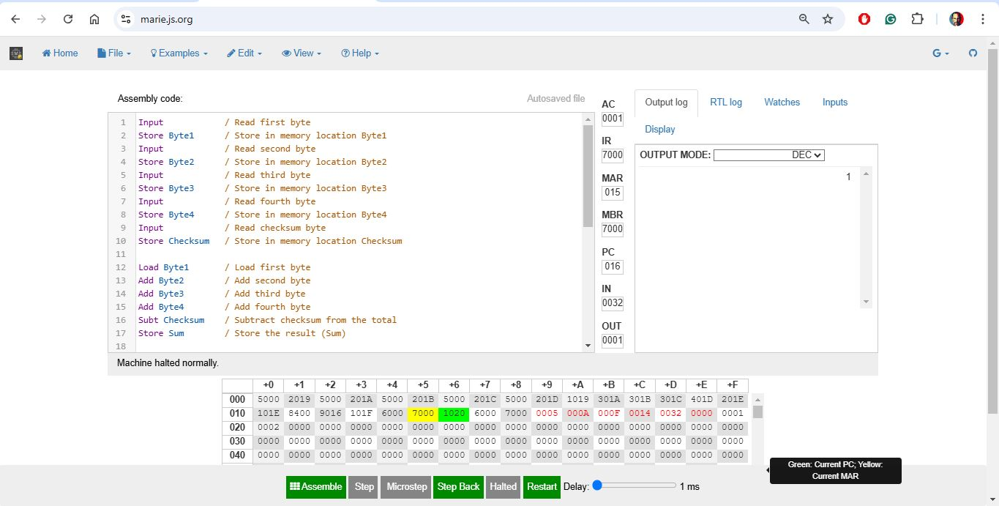 marie.js.org
Home File Examples Edit View Help G
Assembly code: Autosaved file
1 Input / Read first byte
2 Store Byte1 / Store in memory location Byte1
3 Input / Read second byte
4 Store Byte2 / Store in memory location Byte2
5 Input / Read third byte
6 Store Byte3 / Store in memory location Byte3
7 Input / Read fourth byte
8 Store Byte4 / Store in memory location Byte4
9 Input / Read checksum byte
10 Store Checksum / Store in memory location Checksum
11
12 Load Byte1 / Load first byte
13 Add Byte2 / Add second byte
14 Add Byte3 / Add third byte
15 Add Byte4 / Add fourth byte
16 Subt Checksum / Subtract checksum from the total
17 Store Sum / Store the result (Sum)
18
AC
0001
IR
7000
MAR
015
MBR
7000
PC
016
IN
0032
OUT
0001
Output log RTL log Watches Inputs
Display
OUTPUT MODE: DEC
1
Machine halted normally.
+0 +1 +2 +3 +4 +5 +6 +7 +8 +9 +A +B +C +D +E +F
000 5000 2019 5000 201A 5000 201B 5000 201C 5000 201D 1019 301A 301B 301C 401D 201E
010 101E 8400 9016 101F 6000 7000 1020 6000 7000 0005 000A 000F 0014 0032 0000 0001
020 0002 0000 0000 0000 0000 0000 0000 0000 0000 0000 0000 0000 0000 0000 0000 0000
030 0000 0000 0000 0000 0000 0000 0000 0000 0000 0000 0000 0000 0000 0000 0000 0000
040 0000 0000 0000 0000 0000 0000 0000 0000 0000 0000 0000 0000 0000 0000 0000 0000
Green: Current PC; Yellow:
Current MAR
Assemble Step Microstep Step Back Halted Restart Delay: 1 ms